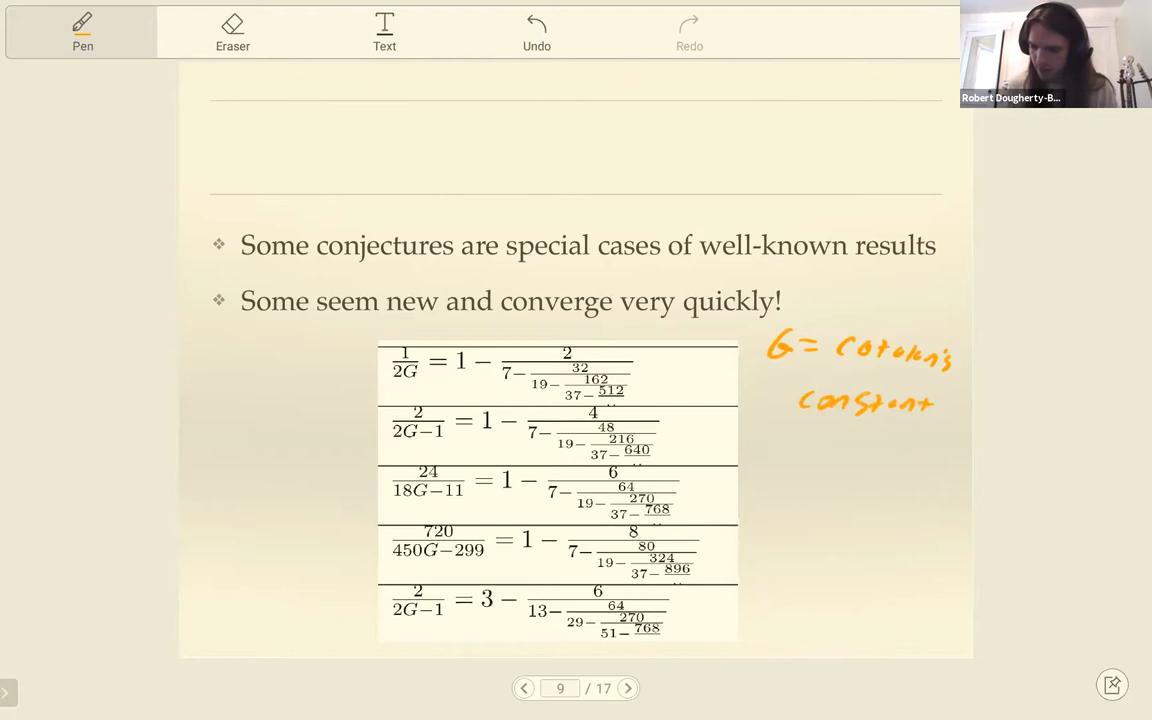 Pen
Eraser
Text
Undo
Redo
Robert Dougherty-B...
❖ Some conjectures are special cases of well-known results
❖ Some seem new and converge very quickly!
G = Catalan's
constant
1/2G = 1 − 2/(7 − 32/(19 − 162/(37 − 512/⋱)))
2/(2G−1) = 1 − 4/(7 − 48/(19 − 216/(37 − 640/⋱)))
24/(18G−11) = 1 − 6/(7 − 64/(19 − 270/(37 − 768/⋱)))
720/(450G−299) = 1 − 8/(7 − 80/(19 − 324/(37 − 896/⋱)))
2/(2G−1) = 3 − 6/(13 − 64/(29 − 270/(51 − 768/
9 / 17